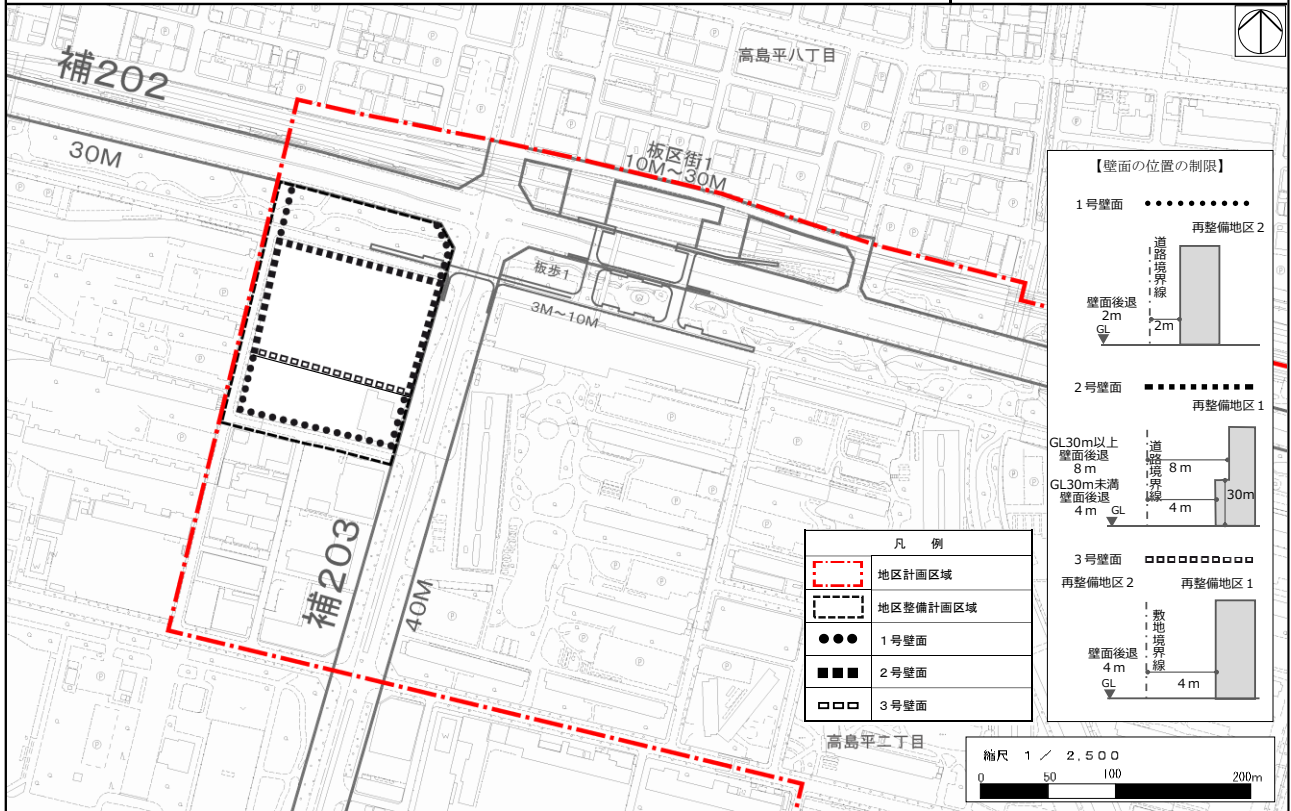 高島平八丁目
補202
30M
板区街1
10M～30M
板歩1
3M～10M
補203
40M
高島平二丁目
【壁面の位置の制限】
1号壁面
再整備地区2
道路境界線
壁面後退
2m
2m
GL
2号壁面
再整備地区1
GL30m以上
壁面後退
8m
GL30m未満
壁面後退
4m
GL
道路境界線
8m
4m
30m
3号壁面
再整備地区2
再整備地区1
敷地境界線
壁面後退
4m
GL
4m
凡 例
地区計画区域
地区整備計画区域
1号壁面
2号壁面
3号壁面
縮尺 1 / 2,500
0 50 100 200m